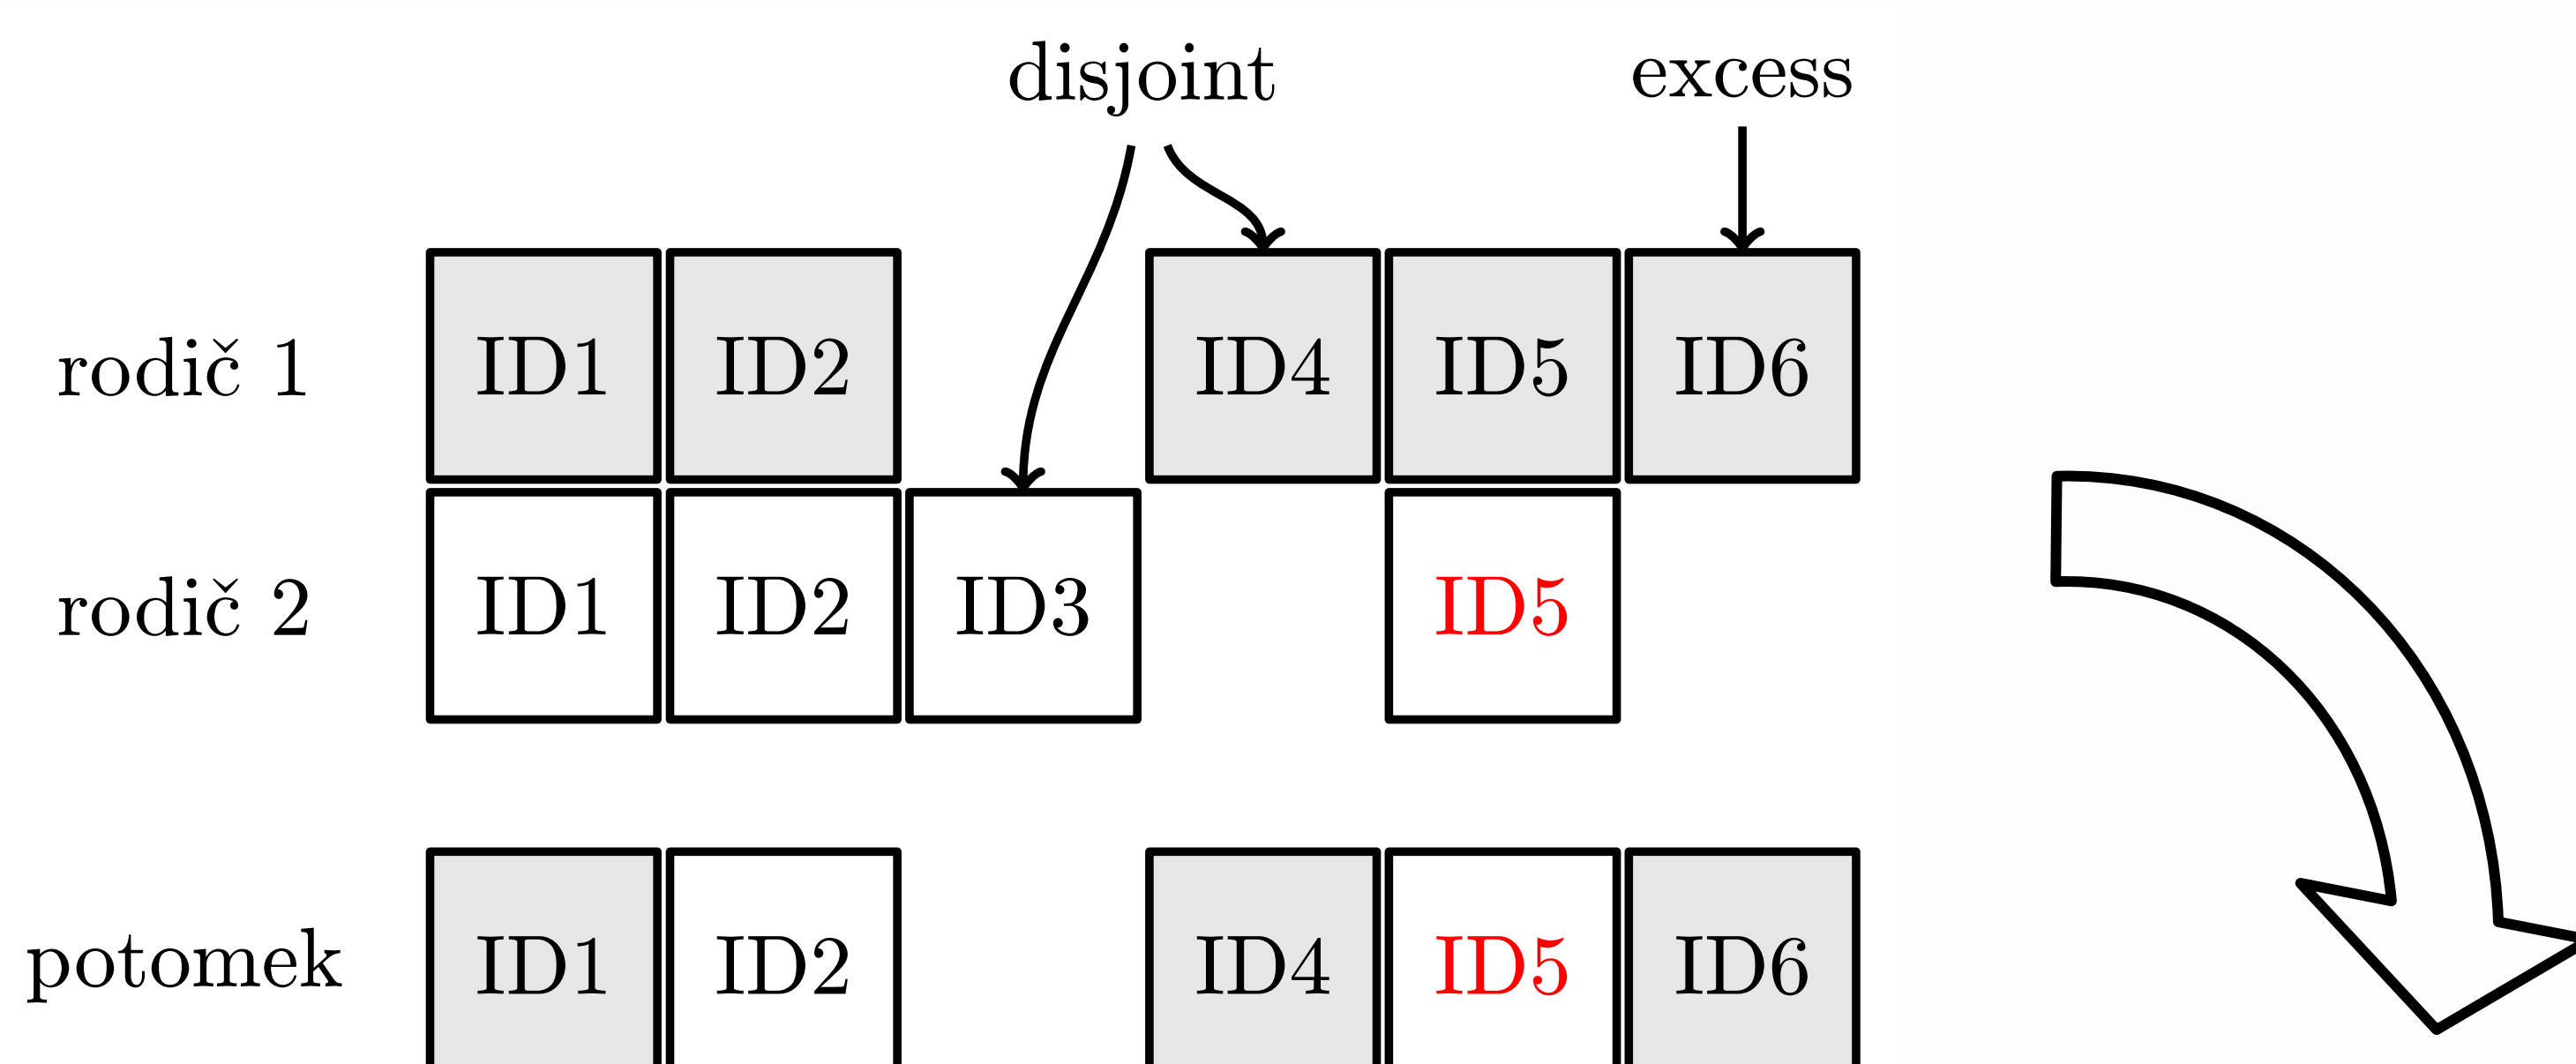 disjoint excess
rodič 1 ID1 ID2 ID4 ID5 ID6
rodič 2 ID1 ID2 ID3 ID5
potomek ID1 ID2 ID4 ID5 ID6